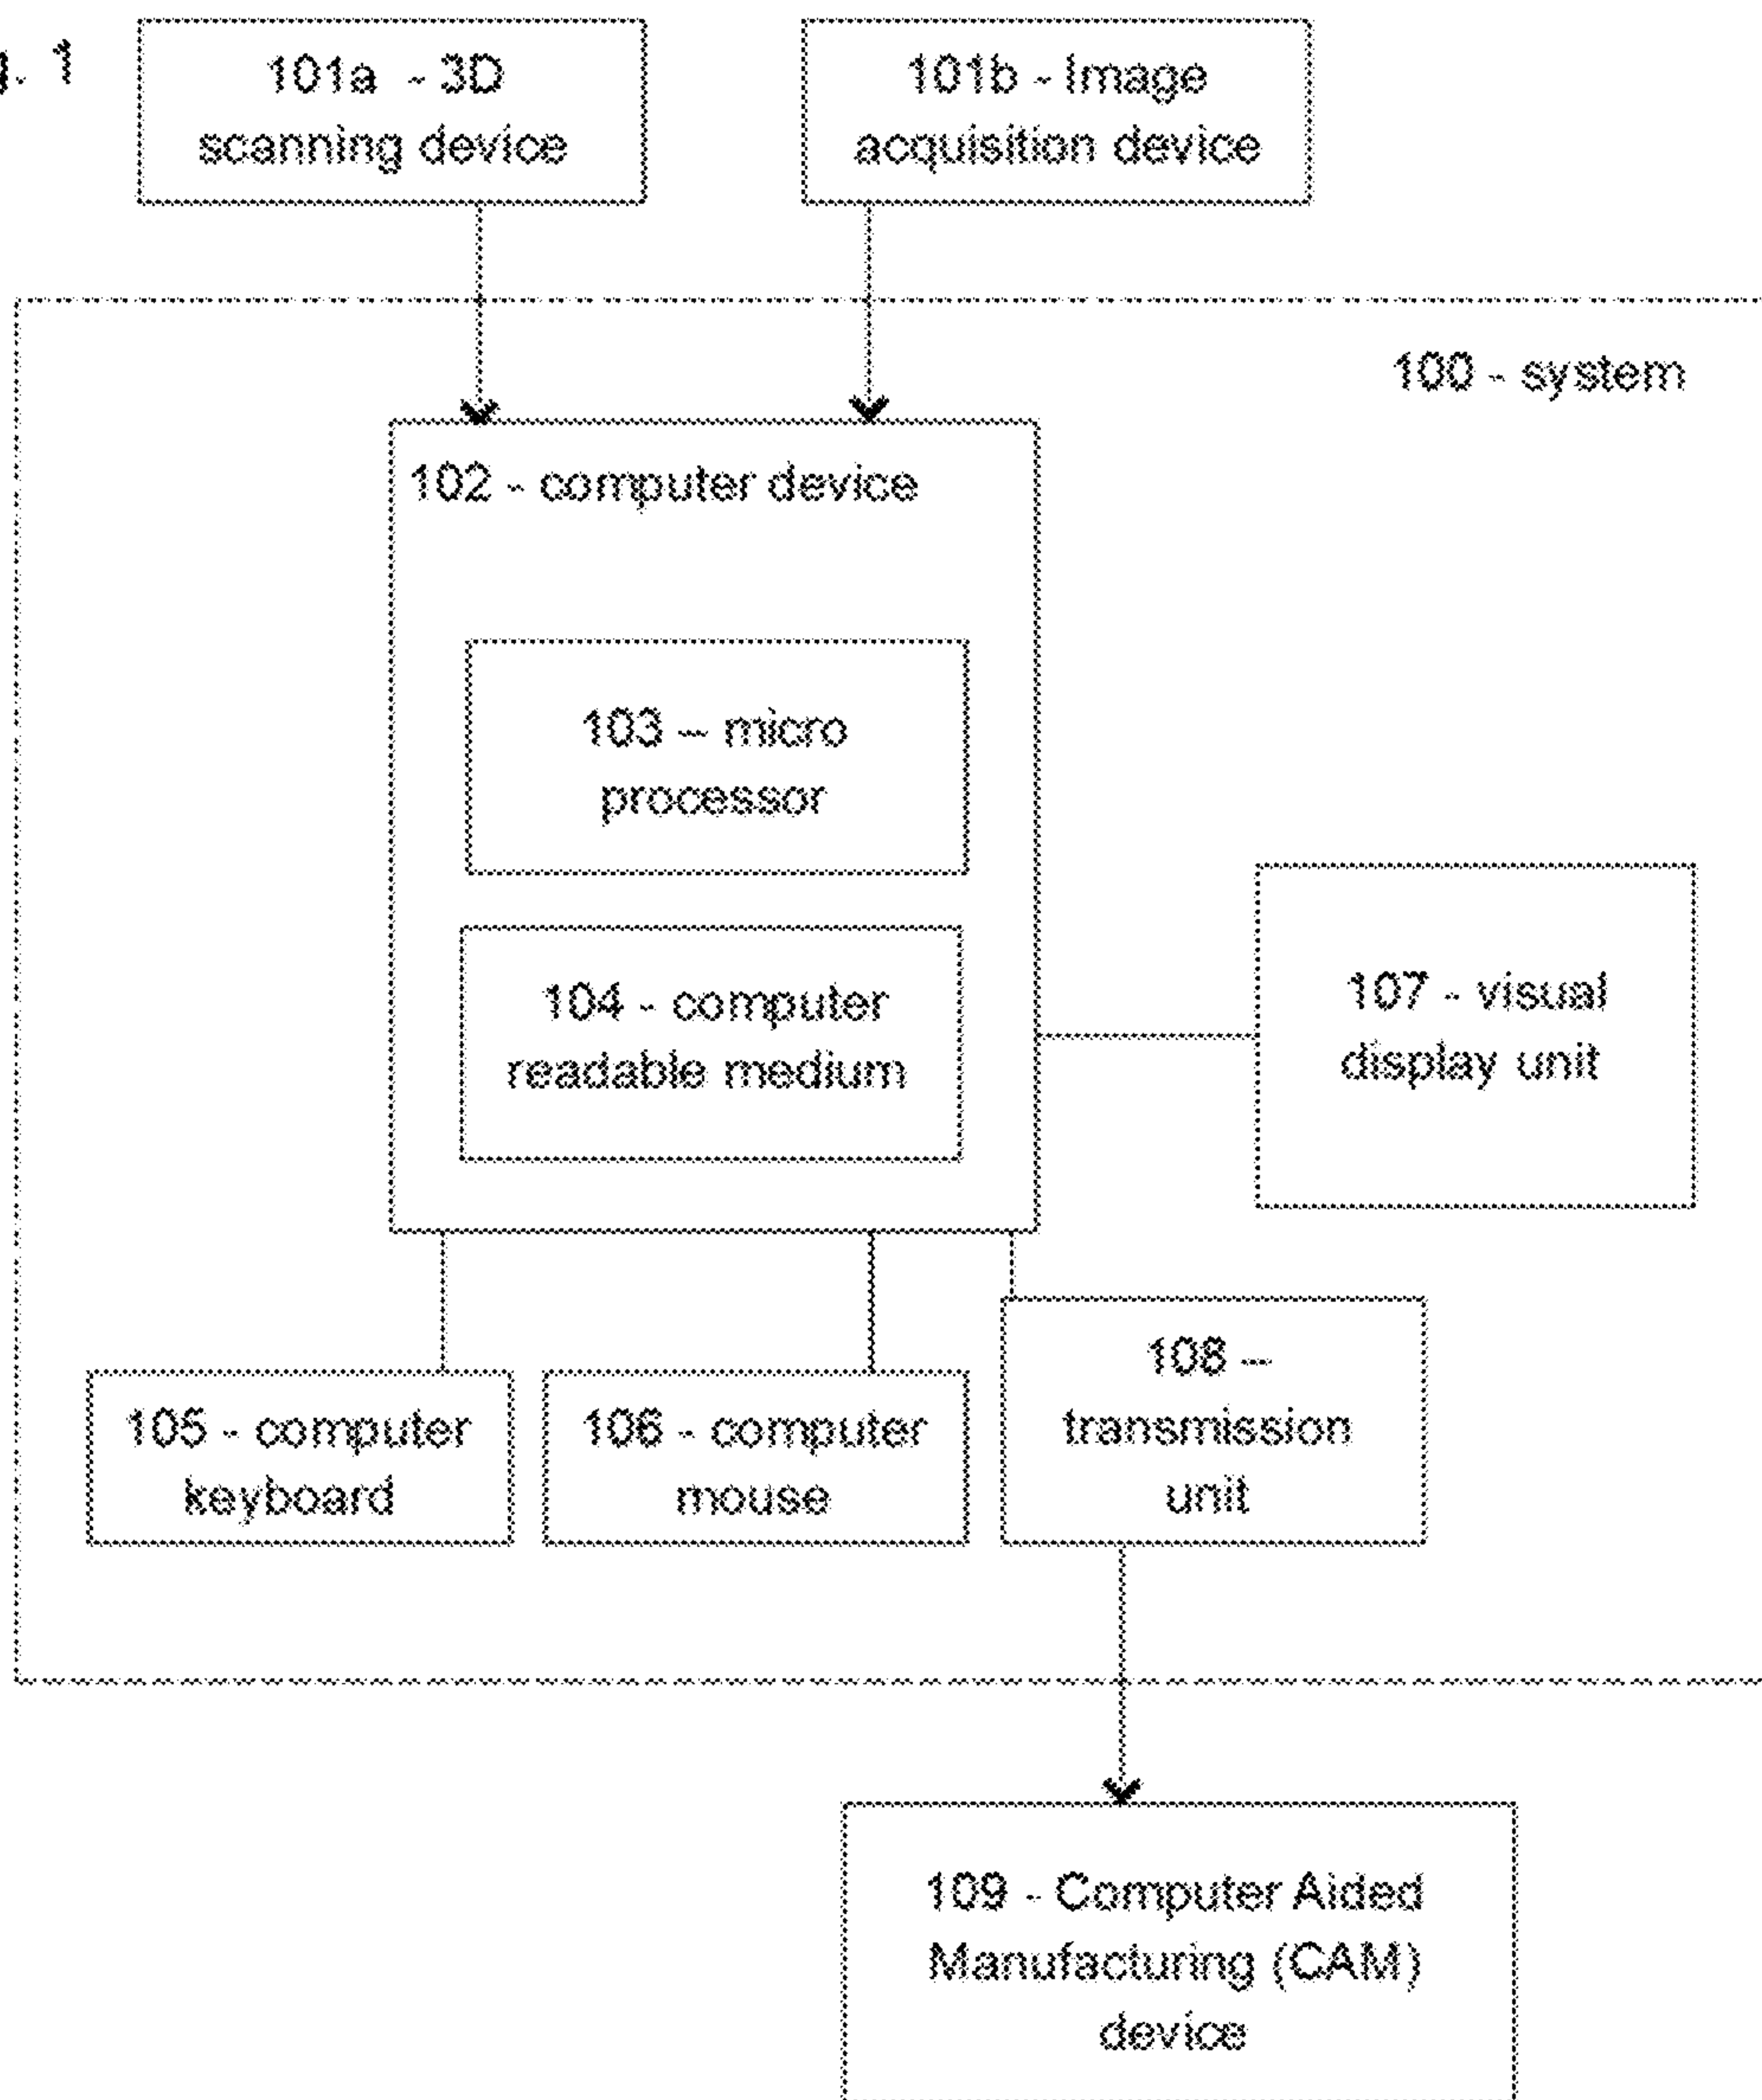 g. 1
101a - 3D
scanning device
101b - Image
acquisition device
100 - system
102 - computer device
103 – micro
processor
104 - computer
readable medium
107 - visual
display unit
105 - computer
keyboard
106 - computer
mouse
108 –
transmission
unit
109 - Computer Aided
Manufacturing (CAM)
device